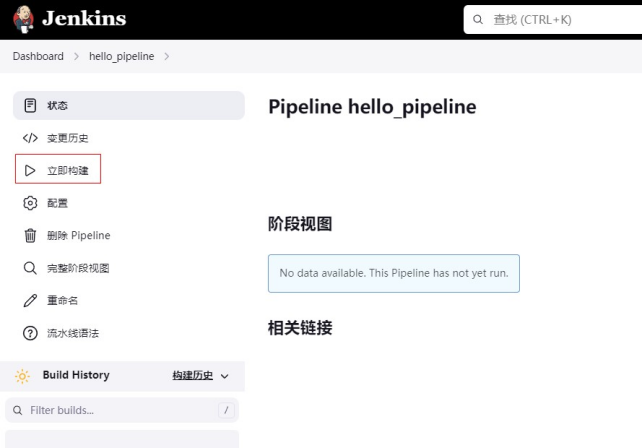 Jenkins
查找 (CTRL+K)
Dashboard > hello_pipeline >
状态
变更历史
立即构建
配置
删除 Pipeline
完整阶段视图
重命名
流水线语法
Build History 构建历史
Filter builds... /
Pipeline hello_pipeline
阶段视图
No data available. This Pipeline has not yet run.
相关链接